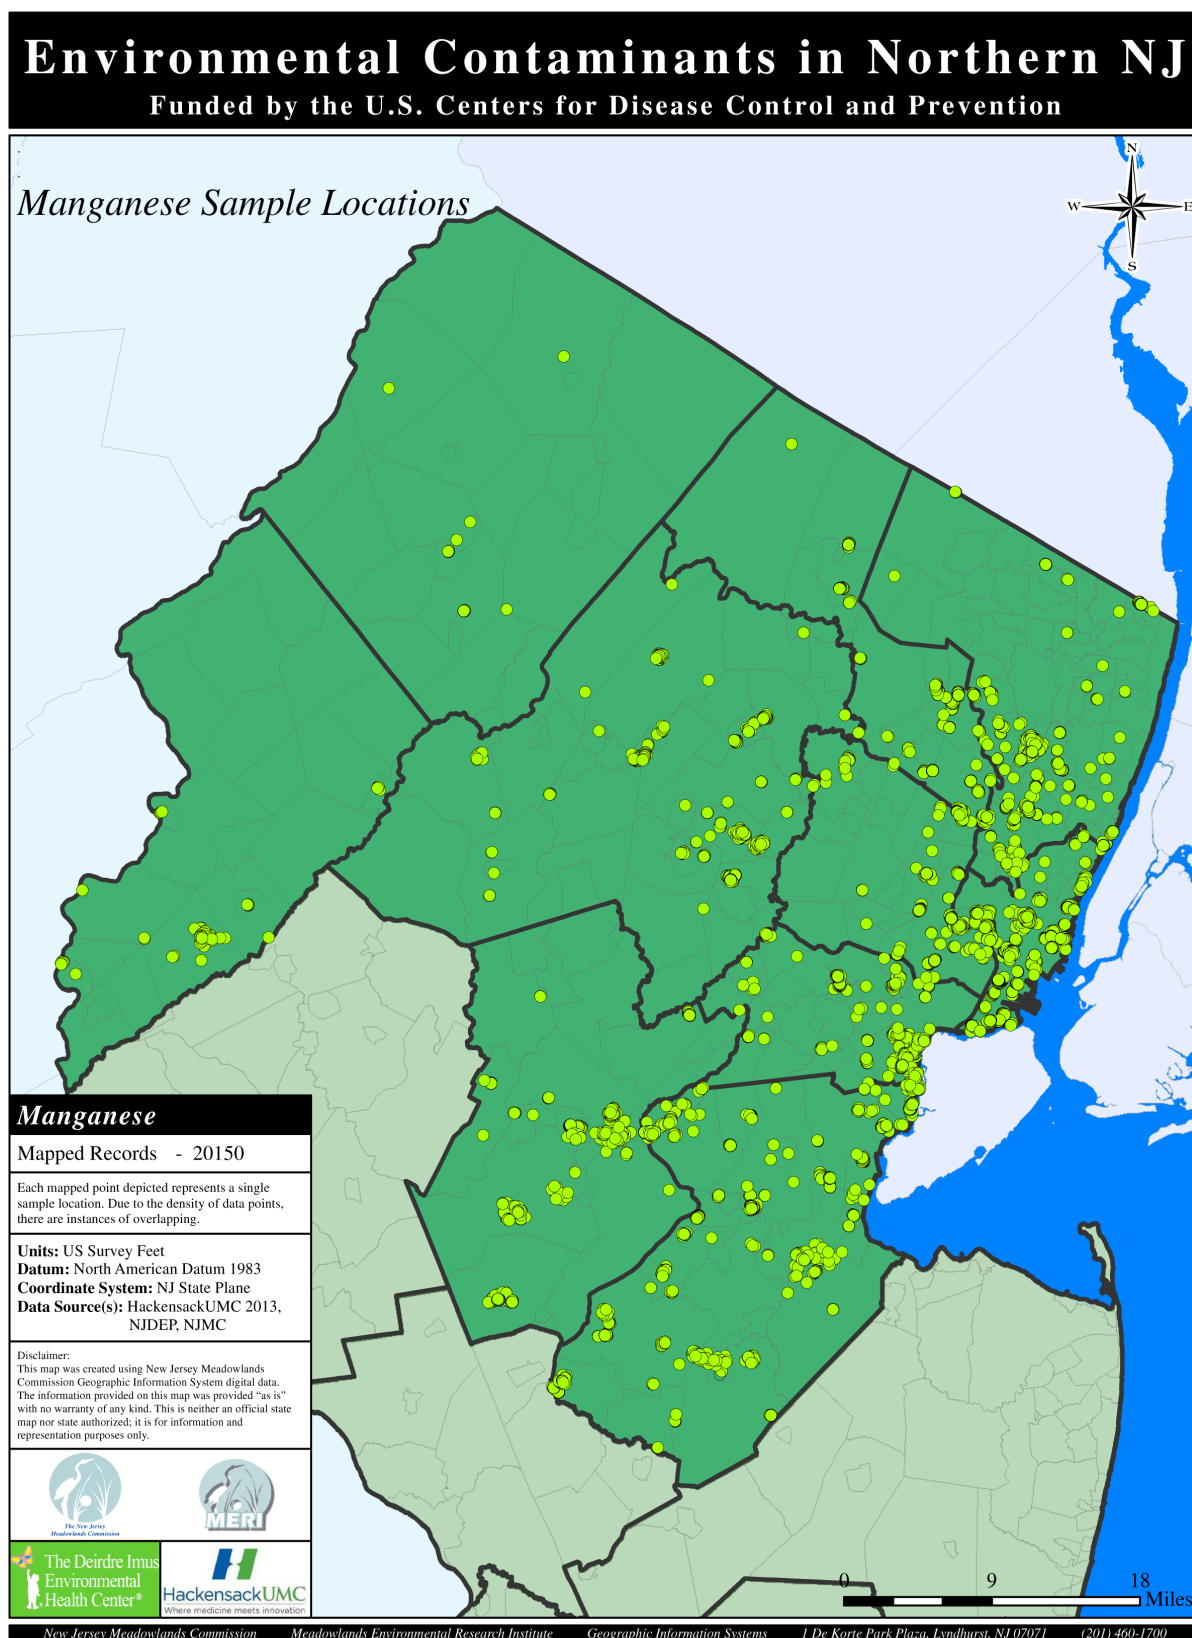 Environmental Contaminants in Northern NJ
Funded by the U.S. Centers for Disease Control and Prevention
Manganese Sample Locations
N
W E
S
Manganese
Mapped Records - 20150
Each mapped point depicted represents a single
sample location. Due to the density of data points,
there are instances of overlapping.
Units: US Survey Feet
Datum: North American Datum 1983
Coordinate System: NJ State Plane
Data Source(s): HackensackUMC 2013,
NJDEP, NJMC
Disclaimer:
This map was created using New Jersey Meadowlands
Commission Geographic Information System digital data.
The information provided on this map was provided “as is”
with no warranty of any kind. This is neither an official state
map nor state authorized; it is for information and
representation purposes only.
The New Jersey
Meadowlands Commission
MERI
The Deirdre Imus
Environmental
Health Center®
HackensackUMC
Where medicine meets innovation
0 9 18
Miles
New Jersey Meadowlands Commission Meadowlands Environmental Research Institute Geographic Information Systems 1 De Korte Park Plaza, Lyndhurst, NJ 07071 (201) 460-1700